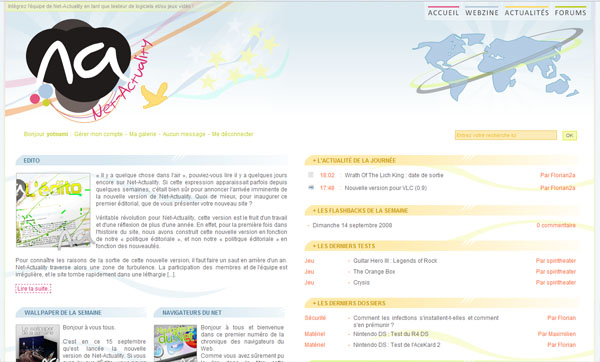 Intégrez l'équipe de Net-Actuality en tant que testeur de logiciels et/ou jeux vidéo !
ACCUEIL WEBZINE ACTUALITÉS FORUMS
Net-Actuality
Bonjour yotsumi : Gérer mon compte - Ma galerie - Aucun message - Me déconnecter
Entrez votre recherche ici
OK
EDITO
L'édito
« Il y a quelque chose dans l'air », pouviez-vous lire il y a quelques jours
encore sur Net-Actuality. Si cette expression apparaissait parfois depuis
quelques semaines, c'était bien sûr pour annoncer l'arrivée imminente de
la nouvelle version de Net-Actuality. Quoi de mieux, pour inaugurer ce
premier éditorial, que de vous présenter votre nouveau site ?
Véritable révolution pour Net-Actuality, cette version est le fruit d'un travail
et d'une réflexion de plus d'une année. En effet, pour la première fois dans
l'histoire du site, nous avons construit cette nouvelle version en fonction
de notre « politique éditoriale », et non notre « politique éditoriale » en
fonction des nouveautés.
Pour connaître les raisons de la sortie de cette nouvelle version, il faut faire un saut en arrière d'un an.
Net-Actuality traverse alors une zone de turbulence. La participation des membres et de l'équipe est
irrégulière, et le site tombe rapidement dans une léthargie [...].
Lire la suite...
WALLPAPER DE LA SEMAINE
Bonjour à vous tous.
C'est en ce 15 septembre
qu'est lancée la nouvelle
version de Net-Actuality. Si vous
NAVIGATEURS DU NET
Bonjour à tous et bienvenue
dans ce premier numéro de la
chronique des navigateurs du
Web.
Comme vous avez sûrement pu
+ L'ACTUALITÉ DE LA JOURNÉE
18:02 : Wrath Of The Lich King : date de sortie Par Florian2a
17:46 : Nouvelle version pour VLC (0.9) Par Florian2a
+ LES FLASHBACKS DE LA SEMAINE
Dimanche 14 septembre 2008 0 commentaire
+ LES DERNIERS TESTS
Jeu Guitar Hero III : Legends of Rock Par spirittheater
Jeu The Orange Box Par spirittheater
Jeu Crysis Par spirittheater
+ LES DERNIERS DOSSIERS
Sécurité Comment les infections s'installent-elles et comment Par Florian2a
s'en prémunir ?
Matériel Nintendo DS : Test du R4 DS Par Maximilien
Matériel Nintendo DS : test de l'AceKard 2 Par Florian2a